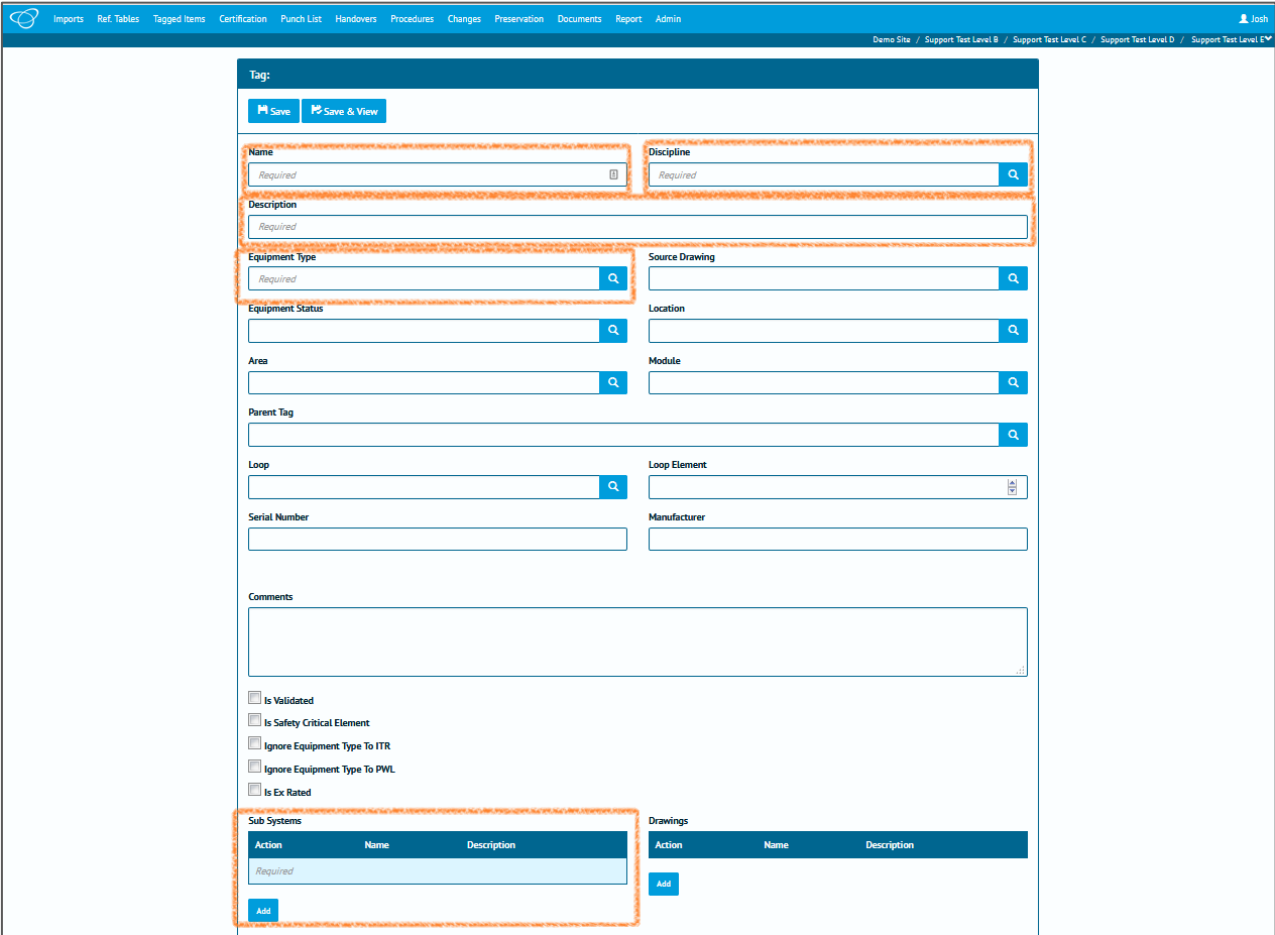 Imports Ref. Tables Tagged Items Certification Punch List Handovers Procedures Changes Preservation Documents Report Admin Josh
Demo Site / Support Test Level B / Support Test Level C / Support Test Level D / Support Test Level E
Tag:
Save Save & View
Name Discipline
Required Required
Description
Required
Equipment Type Source Drawing
Required
Equipment Status Location
Area Module
Parent Tag
Loop Loop Element
Serial Number Manufacturer
Comments
Is Validated
Is Safety Critical Element
Ignore Equipment Type To ITR
Ignore Equipment Type To PWL
Is Ex Rated
Sub Systems Drawings
Action Name Description Action Name Description
Required
Add Add